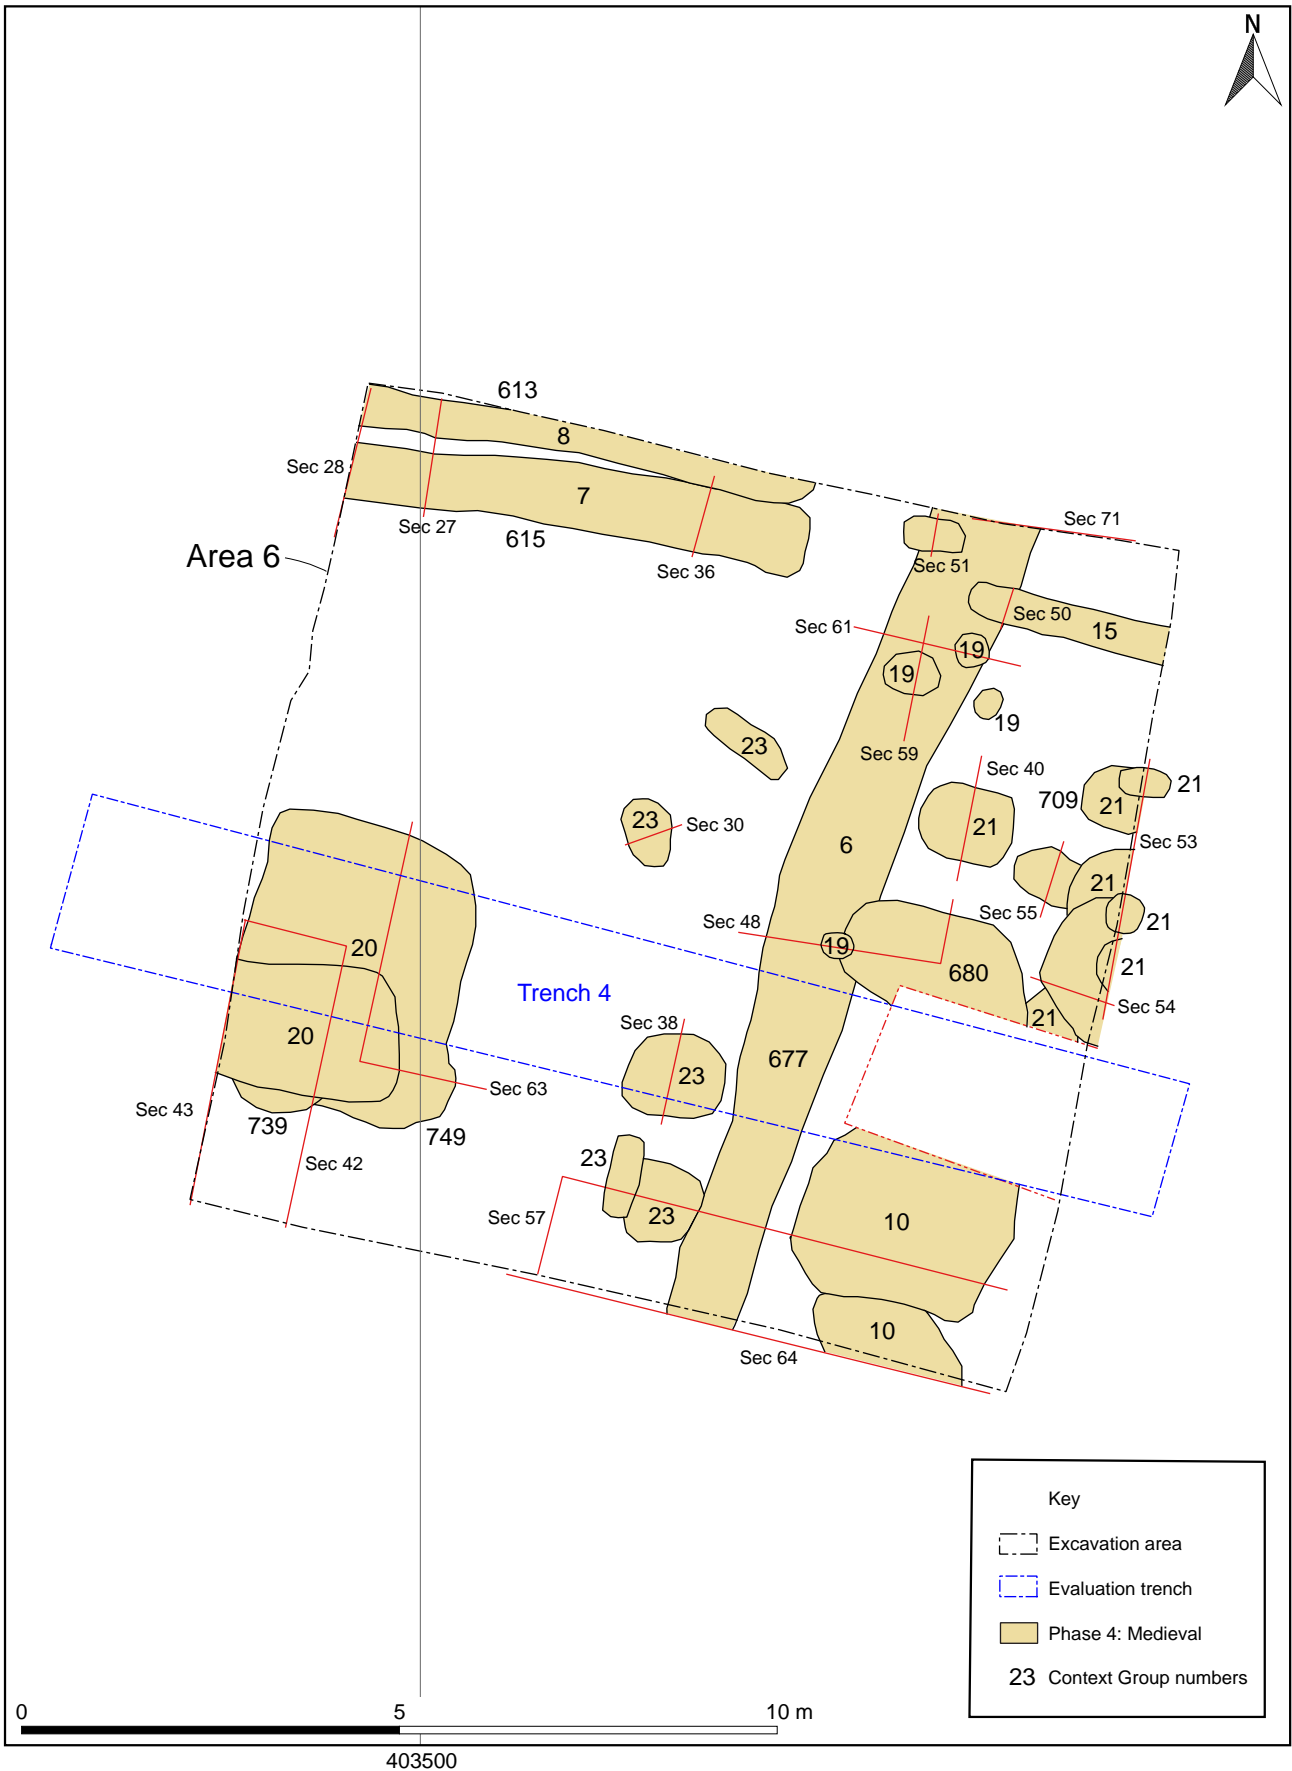 N
613
8
Sec 28
7
Sec 27
615
Sec 36
Area 6
Sec 71
Sec 51
Sec 50
15
Sec 61
19
19
19
Sec 59
23
Sec 40
709
21
21
21
23
Sec 30
Sec 53
6
21
Sec 55
21
Sec 48
19
20
680
21
Trench 4
Sec 54
21
20
Sec 38
677
23
Sec 63
Sec 43
739
749
Sec 42
23
23
Sec 57
10
10
Sec 64
Key
Excavation area
Evaluation trench
Phase 4: Medieval
23 Context Group numbers
0 5 10 m
403500